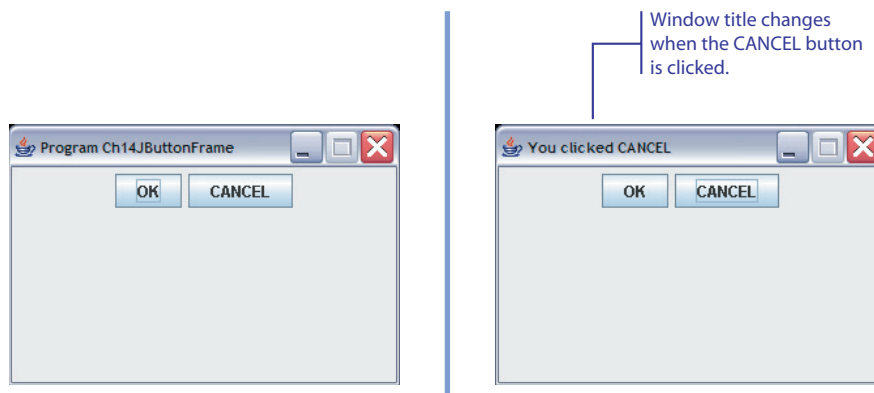 Window title changes
when the CANCEL button
is clicked.
Program Ch14JButtonFrame
OK CANCEL
You clicked CANCEL
OK CANCEL